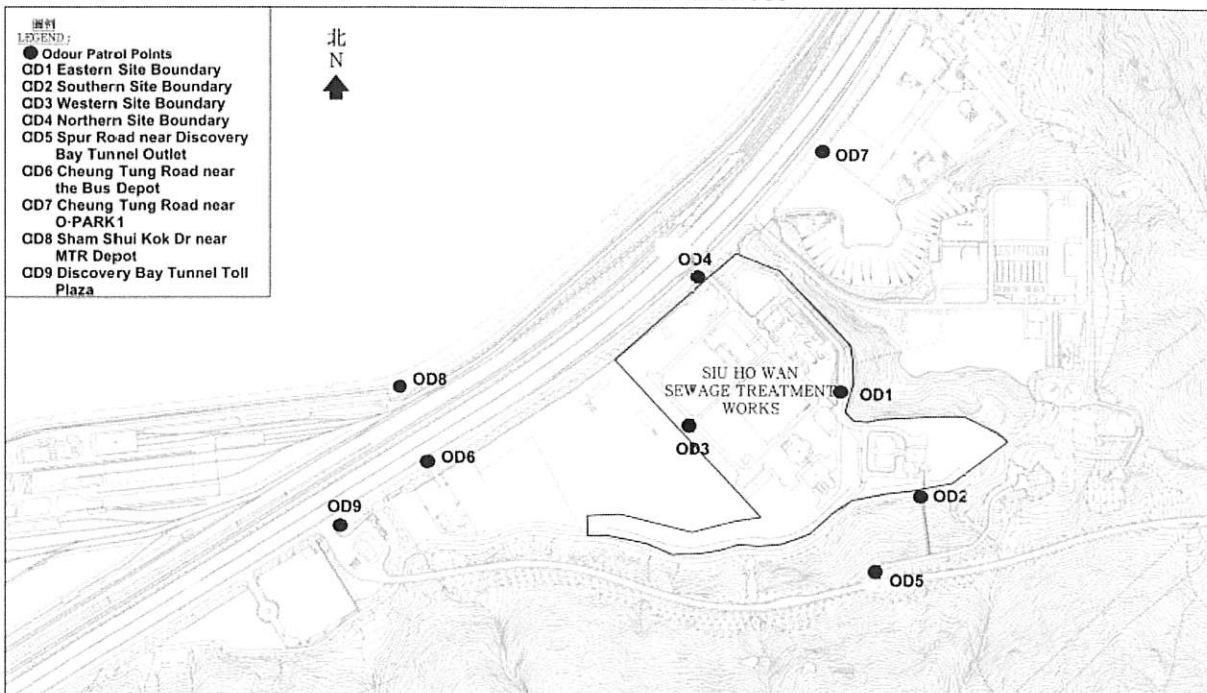 圖例
LEGEND :
Odour Patrol Points
OD1 Eastern Site Boundary
OD2 Southern Site Boundary
OD3 Western Site Boundary
OD4 Northern Site Boundary
OD5 Spur Road near Discovery
Bay Tunnel Outlet
OD6 Cheung Tung Road near
the Bus Depot
OD7 Cheung Tung Road near
O·PARK1
OD8 Sham Shui Kok Dr near
MTR Depot
OD9 Discovery Bay Tunnel Toll
Plaza
北
N
OD7
OD4
SIU HO WAN
SEWAGE TREATMENT
WORKS
OD8
OD1
OD3
OD6
OD2
OD9
OD5